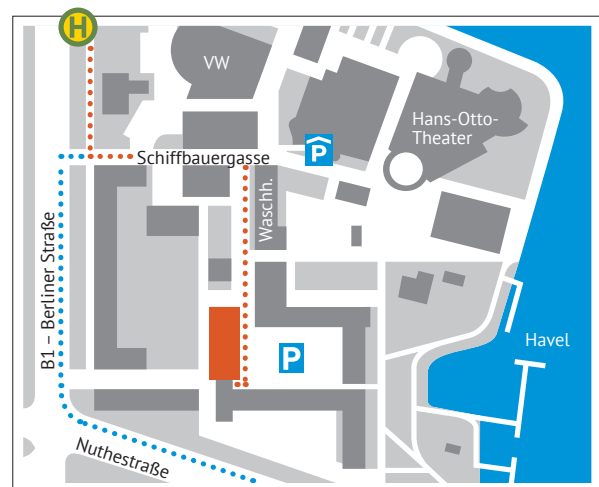 H
VW
Hans-Otto-
Theater
P
Schiffbauergasse
Waschh.
B1 – Berliner Straße
P
Havel
Nuthestraße